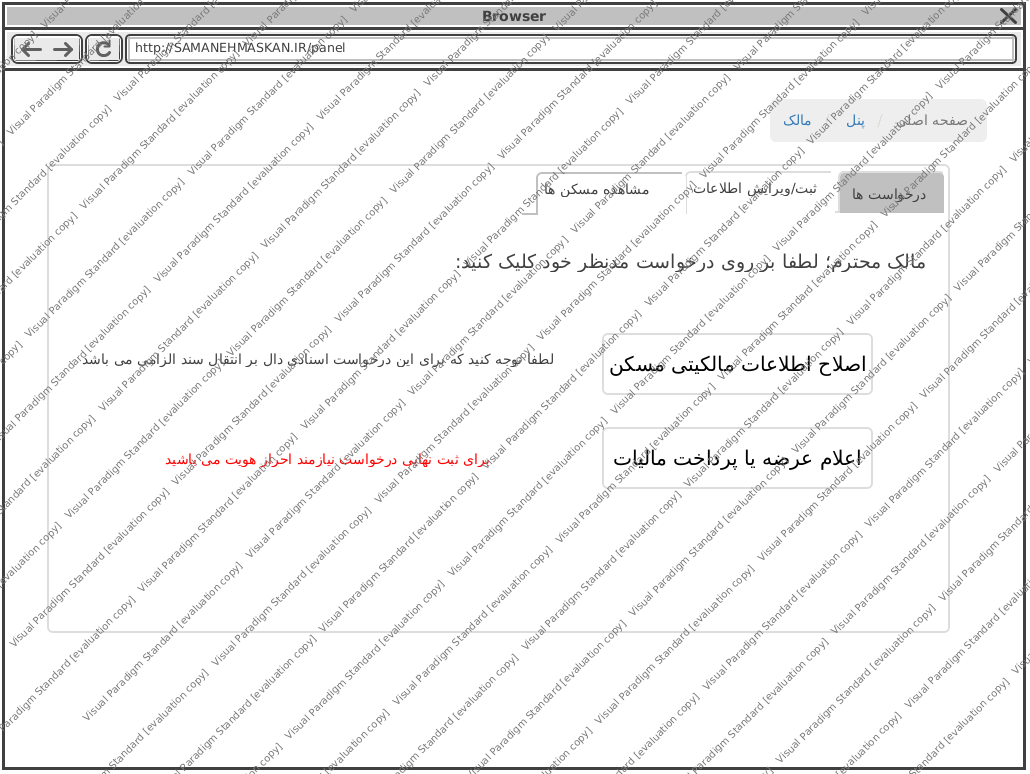 Browser
http://SAMANEHMASKAN.IR/panel
صفحه اصلی / پنل / مالک
درخواست ها
ثبت/ویرایش اطلاعات
مشاهده مسکن ها
مالک محترم؛ لطفا بر روی درخواست مدنظر خود کلیک کنید:
اصلاح اطلاعات مالکیتی مسکن
لطفا توجه کنید که برای این درخواست اسنادی دال بر انتقال سند الزامی می باشد
اعلام عرضه یا پرداخت مالیات
برای ثبت نهایی درخواست نیازمند احراز هویت می باشید
Visual Paradigm Standard [evaluation copy]